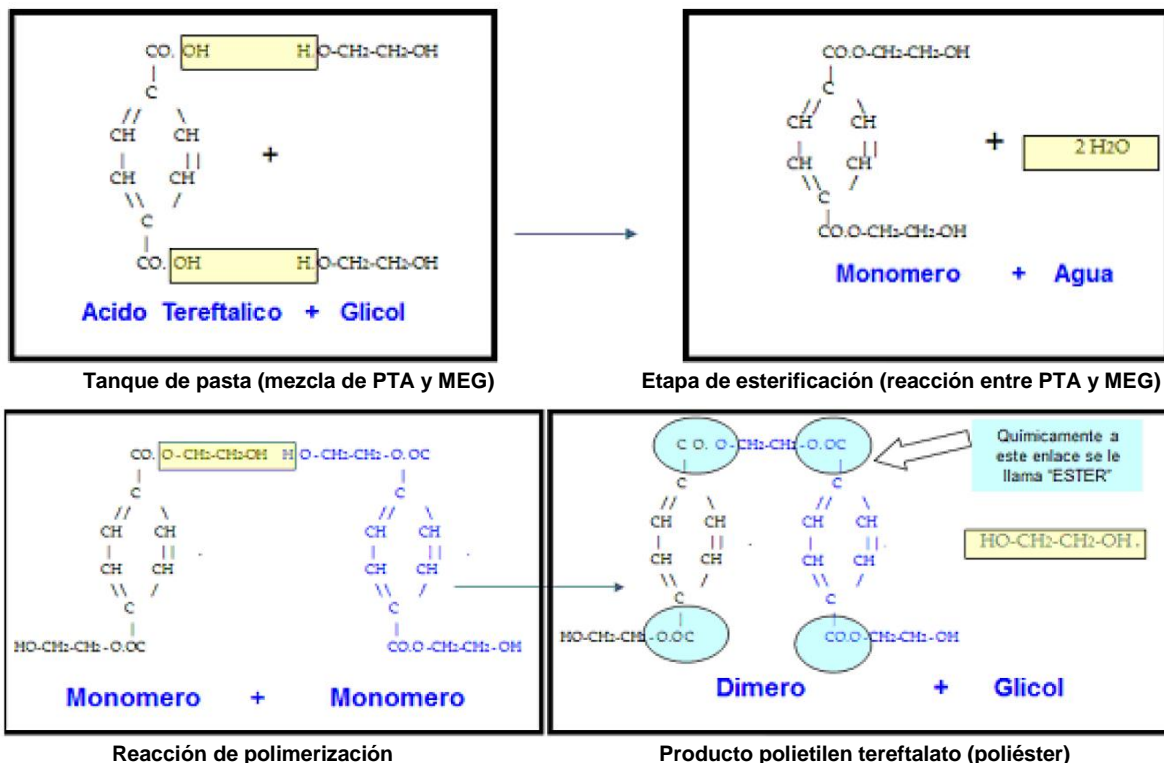 CO. OH H. O-CH2-CH2-OH
|
C
// \
CH CH
| + ||
CH CH
\\ /
C
|
CO. OH H. O-CH2-CH2-OH
Acido Tereftalico + Glicol
CO.O-CH2-CH2-OH
|
C
// \
CH CH
| + 2 H2O
CH CH
\\ /
C
|
CO.O-CH2-CH2-OH
Monomero + Agua
Tanque de pasta (mezcla de PTA y MEG)
Etapa de esterificación (reacción entre PTA y MEG)
CO. O-CH2-CH2OH H O-CH2-CH2-O.OC
| |
C C
// \ // \
CH CH CH CH
| || | ||
CH CH CH CH
\\ / \\ /
C C
| |
HO-CH2-CH2-O.OC CO.O-CH2-CH2-OH
Monomero + Monomero
C O. O-CH2-CH2-O.OC
| |
C C
// \ // \
CH CH CH CH
| || | ||
CH CH CH CH
\\ / \\ /
C C
| |
HO-CH2-CH2-O.OC CO.O-CH2-CH2-OH
Químicamente a
este enlace se le
llama "ESTER"
HO-CH2-CH2-OH.
Dimero + Glicol
Reacción de polimerización
Producto polietilen tereftalato (poliéster)